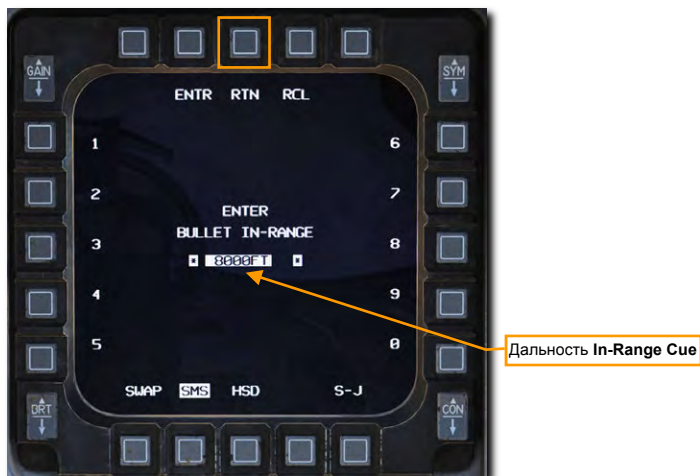 GAIN
SYM
ENTR RTN RCL
1 6
2 7
ENTER
BULLET IN-RANGE
3 8
8000FT
4 9
5 0
Дальность In-Range Cue
SWAP SMS HSD S-J
BRT
CON